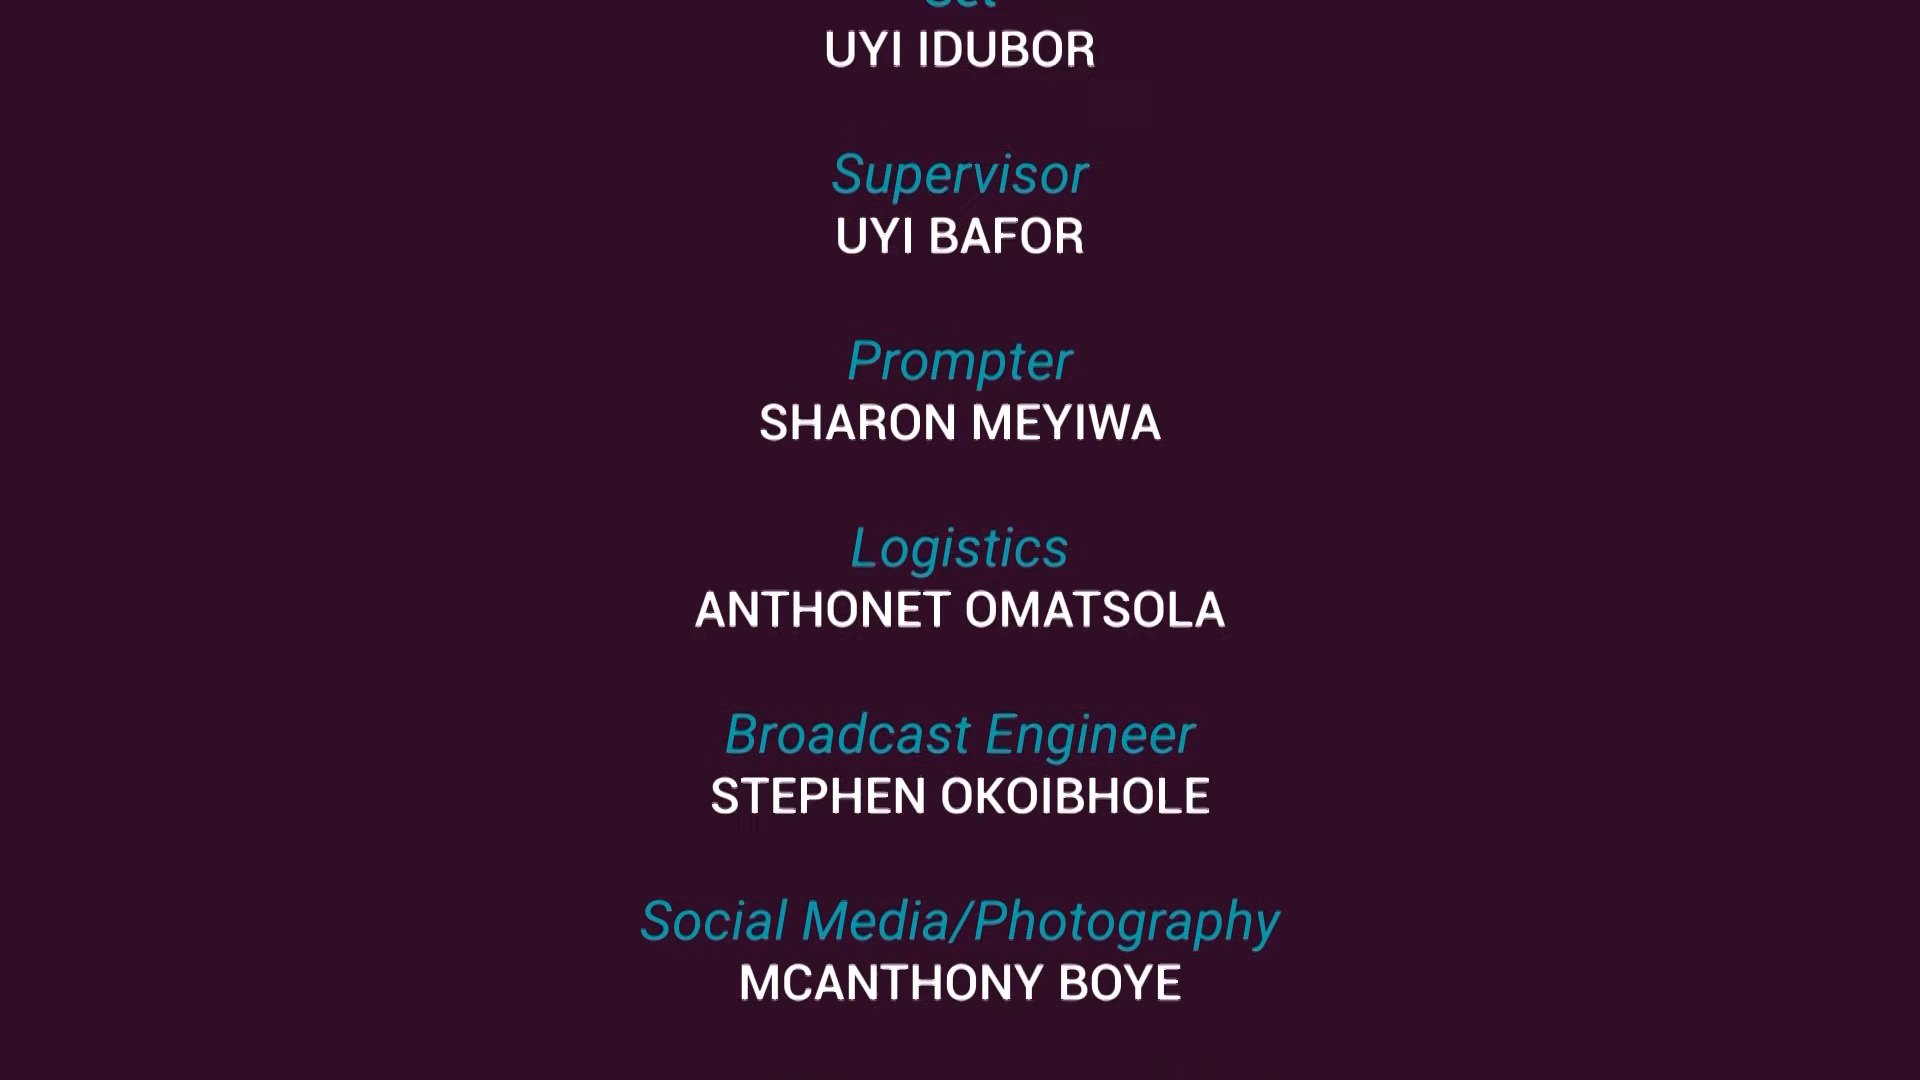 Set
UYI IDUBOR
Supervisor
UYI BAFOR
Prompter
SHARON MEYIWA
Logistics
ANTHONET OMATSOLA
Broadcast Engineer
STEPHEN OKOIBHOLE
Social Media/Photography
MCANTHONY BOYE